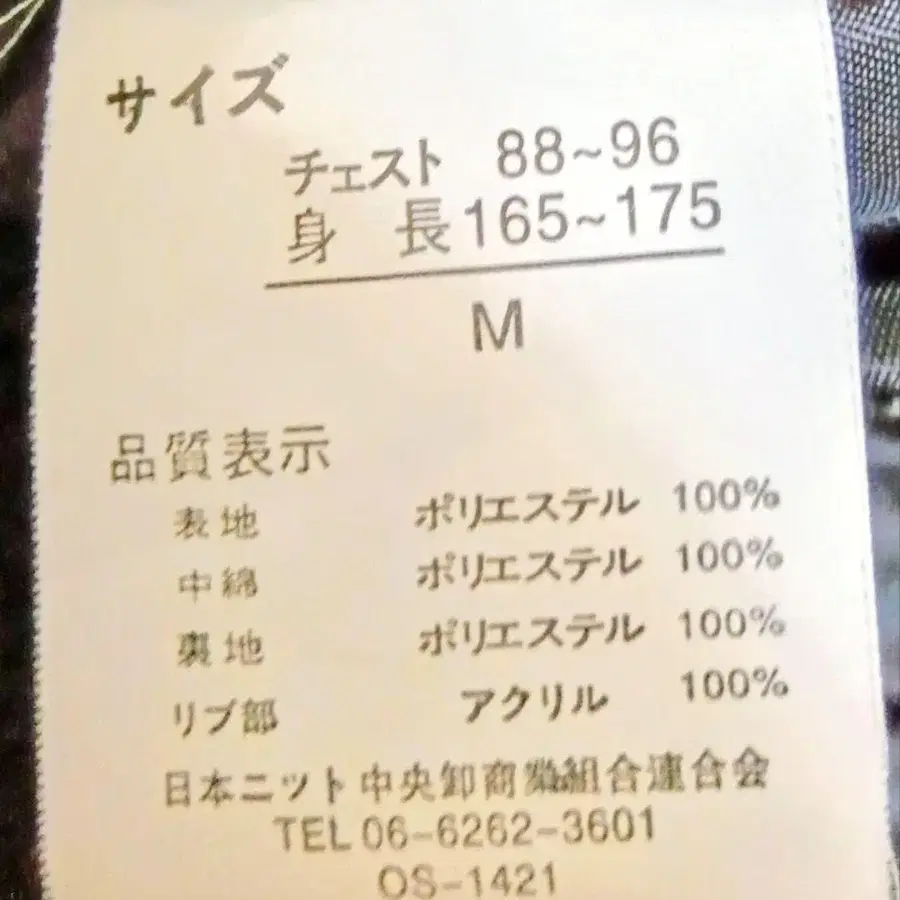 サイズ
チェスト 88~96
身 長 165~175
M
品質表示
表地 ポリエステル 100%
中綿 ポリエステル 100%
裏地 ポリエステル 100%
リブ部 アクリル 100%
日本ニット中央卸商業組合連合会
TEL 06-6262-3601
OS-1421